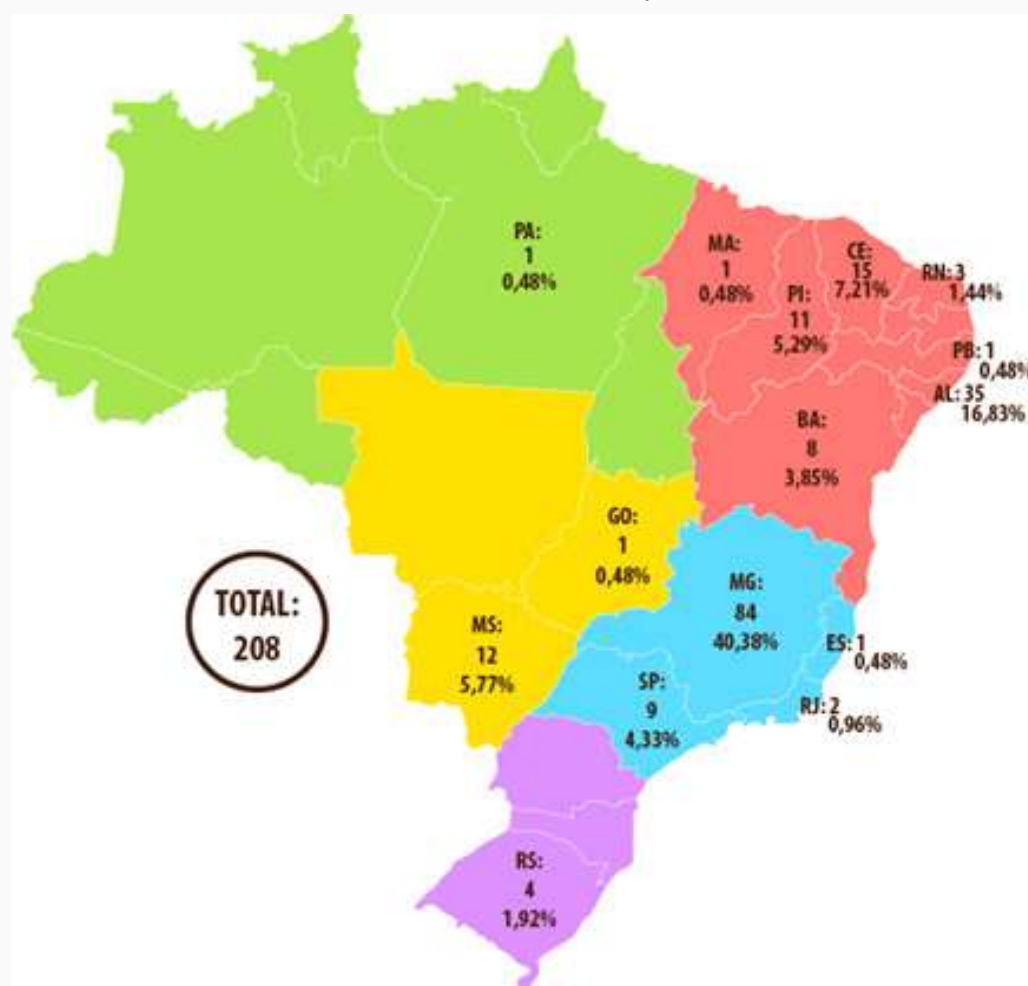 PA:
1
0,48%
MA:
1
0,48%
CE:
15
7,21%
RN: 3
1,44%
PI:
11
5,29%
PB: 1
0,48%
AL: 35
16,83%
BA:
8
3,85%
GO:
1
0,48%
MG:
84
40,38%
TOTAL:
208
MS:
12
5,77%
ES: 1
0,48%
SP:
9
4,33%
RJ: 2
0,96%
RS:
4
1,92%